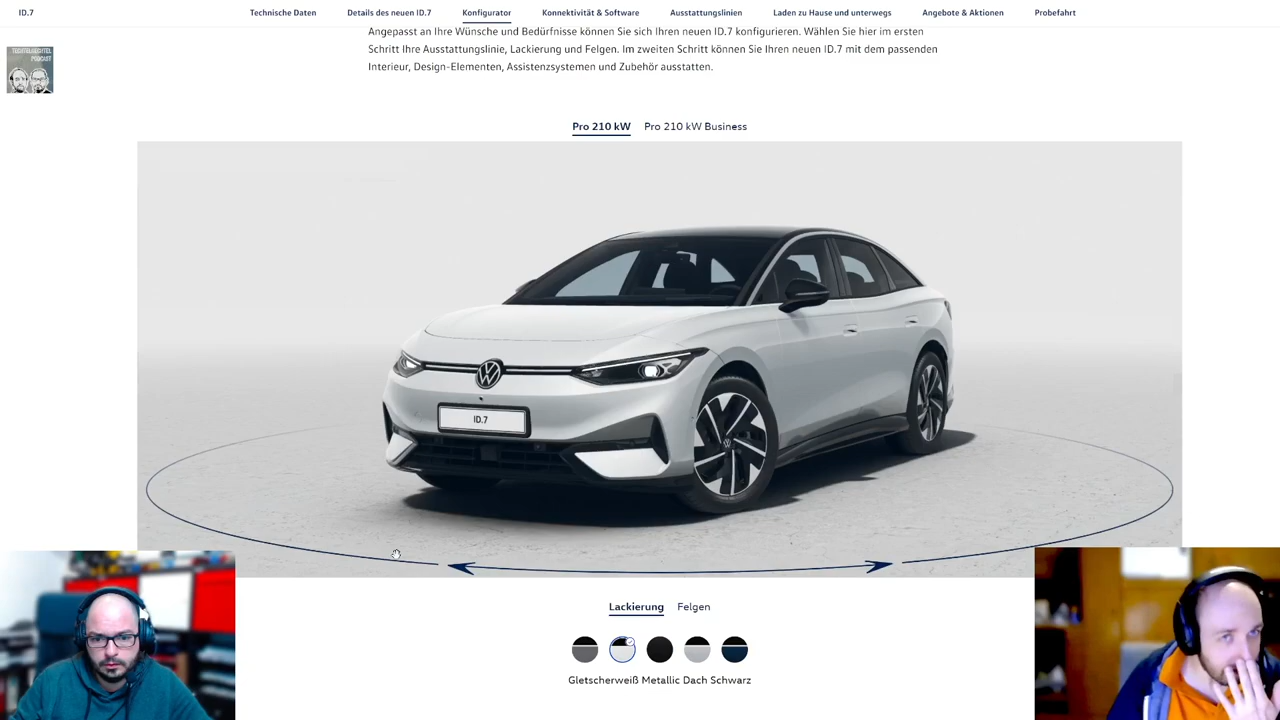 ID.7
Technische Daten
Details des neuen ID.7
Konfigurator
Konnektivität & Software
Ausstattungslinien
Laden zu Hause und unterwegs
Angebote & Aktionen
Probefahrt
TECHTELMECHTEL
PODCAST
Angepasst an Ihre Wünsche und Bedürfnisse können Sie sich Ihren neuen ID.7 konfigurieren. Wählen Sie hier im ersten
Schritt Ihre Ausstattungslinie, Lackierung und Felgen. Im zweiten Schritt können Sie Ihren neuen ID.7 mit dem passenden
Interieur, Design-Elementen, Assistenzsystemen und Zubehör ausstatten.
Pro 210 kW
Pro 210 kW Business
ID.7
Lackierung
Felgen
Gletscherweiß Metallic Dach Schwarz